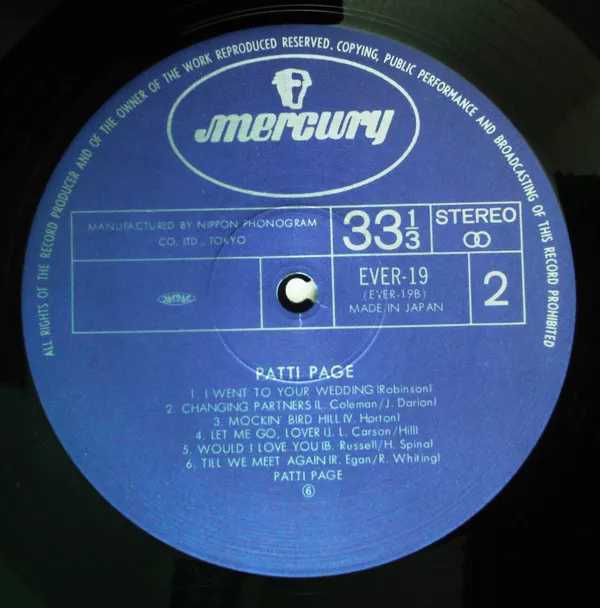 ALL RIGHTS OF THE RECORD PRODUCER AND OF THE OWNER OF THE WORK REPRODUCED RESERVED. COPYING, PUBLIC PERFORMANCE AND BROADCASTING OF THIS RECORD PROHIBITED
mercury
MANUFACTURED BY NIPPON PHONOGRAM
CO. LTD., TOKYO
33 1/3
STEREO
EVER-19
(EVER-19B)
MADE IN JAPAN
2
PATTI PAGE
1. I WENT TO YOUR WEDDING (Robinson)
2. CHANGING PARTNERS (L. Coleman/J. Darion)
3. MOCKIN' BIRD HILL (V. Horton)
4. LET ME GO, LOVER (J. L. Carson/Hill)
5. WOULD I LOVE YOU (B. Russell/H. Spina)
6. TILL WE MEET AGAIN (R. Egan/R. Whiting)
PATTI PAGE
⑥